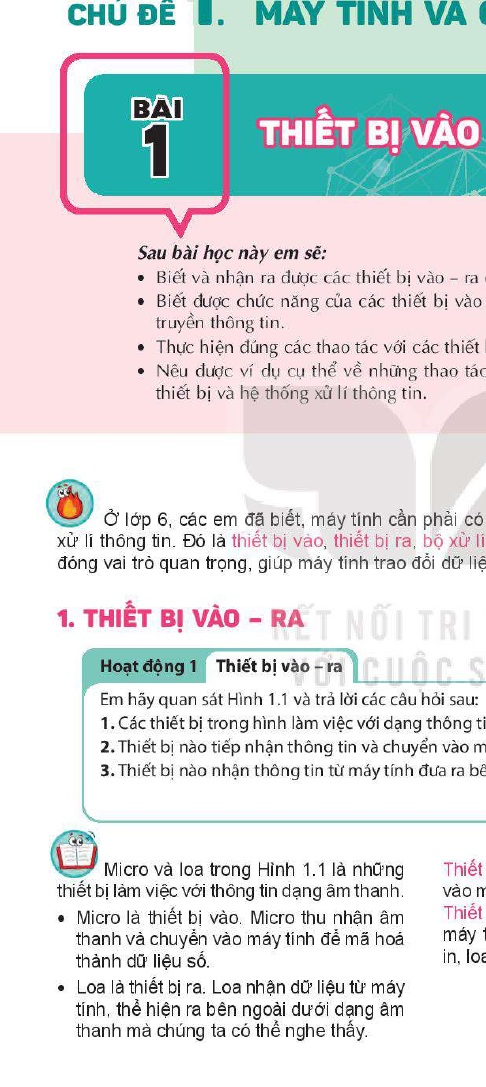 CHỦ ĐỀ 1. MÁY TÍNH VÀ
BÀI
1
THIẾT BỊ VÀO
Sau bài học này em sẽ:
• Biết và nhận ra được các thiết bị vào – ra
• Biết được chức năng của các thiết bị vào
truyền thông tin.
• Thực hiện đúng các thao tác với các thiết
• Nêu được ví dụ cụ thể về những thao tác
thiết bị và hệ thống xử lí thông tin.
Ở lớp 6, các em đã biết, máy tính cần phải có
xử lí thông tin. Đó là thiết bị vào, thiết bị ra, bộ xử lí
đóng vai trò quan trọng, giúp máy tính trao đổi dữ liệ
1. THIẾT BỊ VÀO – RA
KẾT NỐI TRI
VỚI CUỘC S
Hoạt động 1 Thiết bị vào – ra
Em hãy quan sát Hình 1.1 và trả lời các câu hỏi sau:
1. Các thiết bị trong hình làm việc với dạng thông ti
2. Thiết bị nào tiếp nhận thông tin và chuyển vào m
3. Thiết bị nào nhận thông tin từ máy tính đưa ra bê
Micro và loa trong Hình 1.1 là những
thiết bị làm việc với thông tin dạng âm thanh.
• Micro là thiết bị vào. Micro thu nhận âm
thanh và chuyển vào máy tính để mã hoá
thành dữ liệu số.
• Loa là thiết bị ra. Loa nhận dữ liệu từ máy
tính, thể hiện ra bên ngoài dưới dạng âm
thanh mà chúng ta có thể nghe thấy.
Thiết
vào m
Thiết
máy t
in, loa